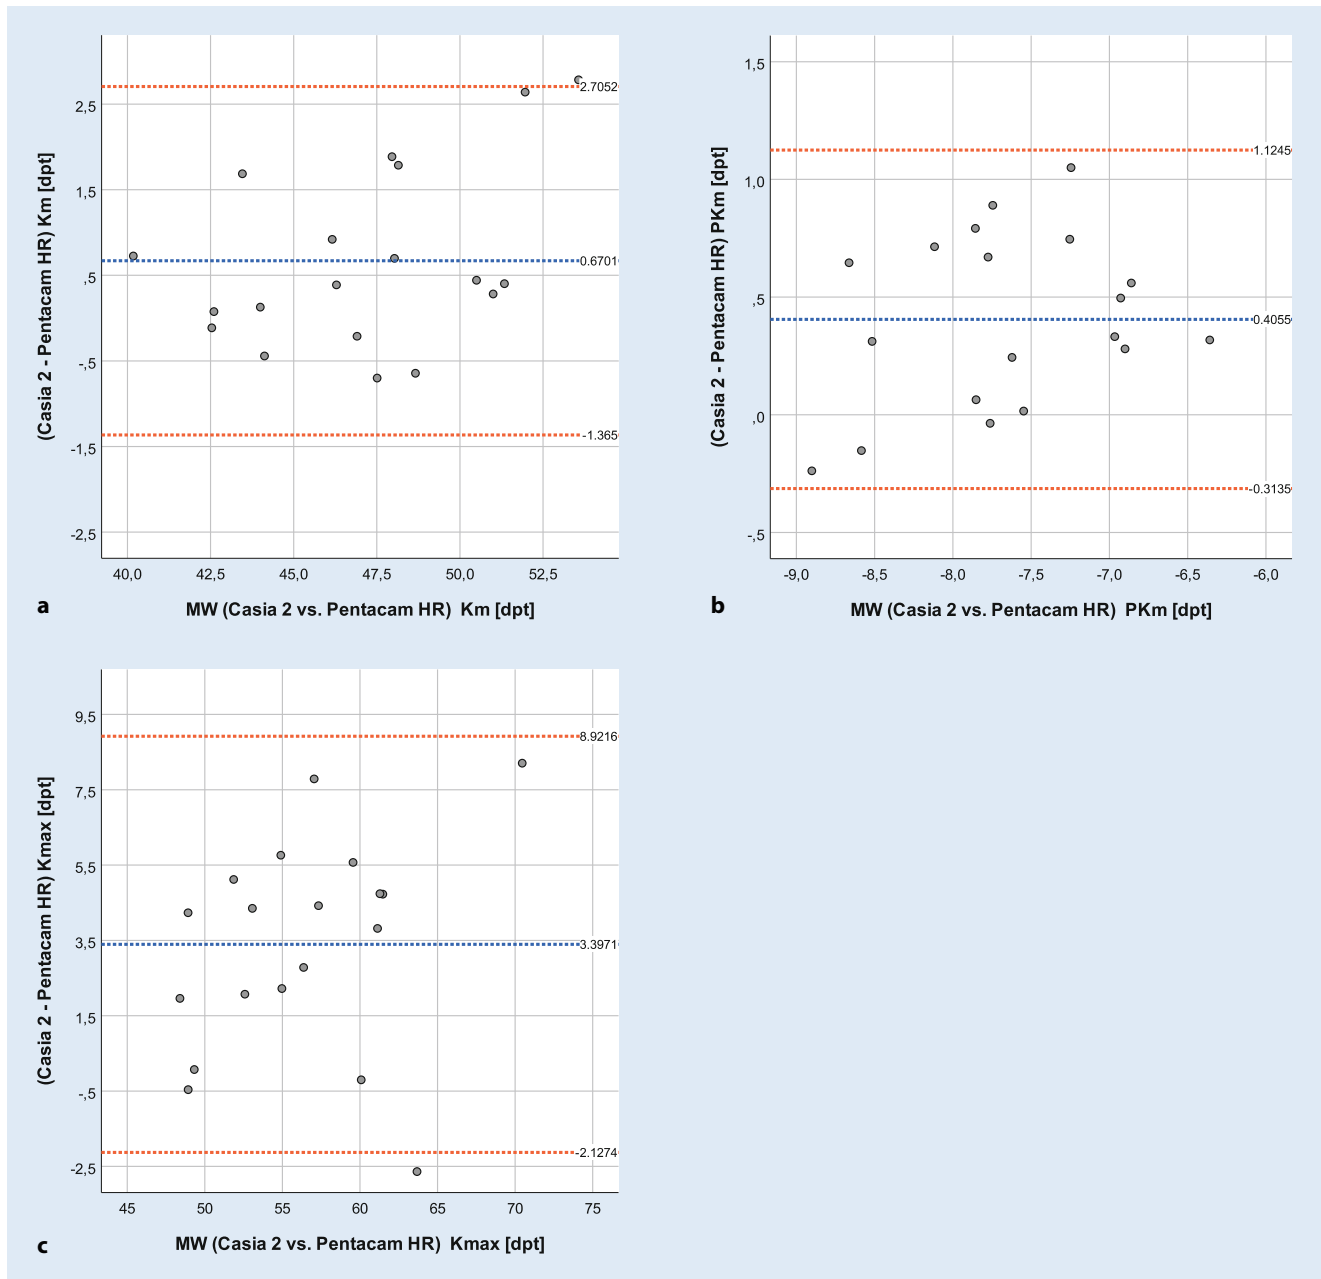 2,5
1,5
,5
-,5
-1,5
-2,5
2.7052
0.6701
-1.365
40,0 42,5 45,0 47,5 50,0 52,5
(Casia 2 - Pentacam HR) Km [dpt]
MW (Casia 2 vs. Pentacam HR) Km [dpt]
a
1,5
1,0
,5
,0
-,5
1.1245
0.4055
-0.3135
-9,0 -8,5 -8,0 -7,5 -7,0 -6,5 -6,0
(Casia 2 - Pentacam HR) PKm [dpt]
MW (Casia 2 vs. Pentacam HR) PKm [dpt]
b
9,5
7,5
5,5
3,5
1,5
-,5
-2,5
8.9216
3.3971
-2.1274
45 50 55 60 65 70 75
(Casia 2 - Pentacam HR) Kmax [dpt]
MW (Casia 2 vs. Pentacam HR) Kmax [dpt]
c